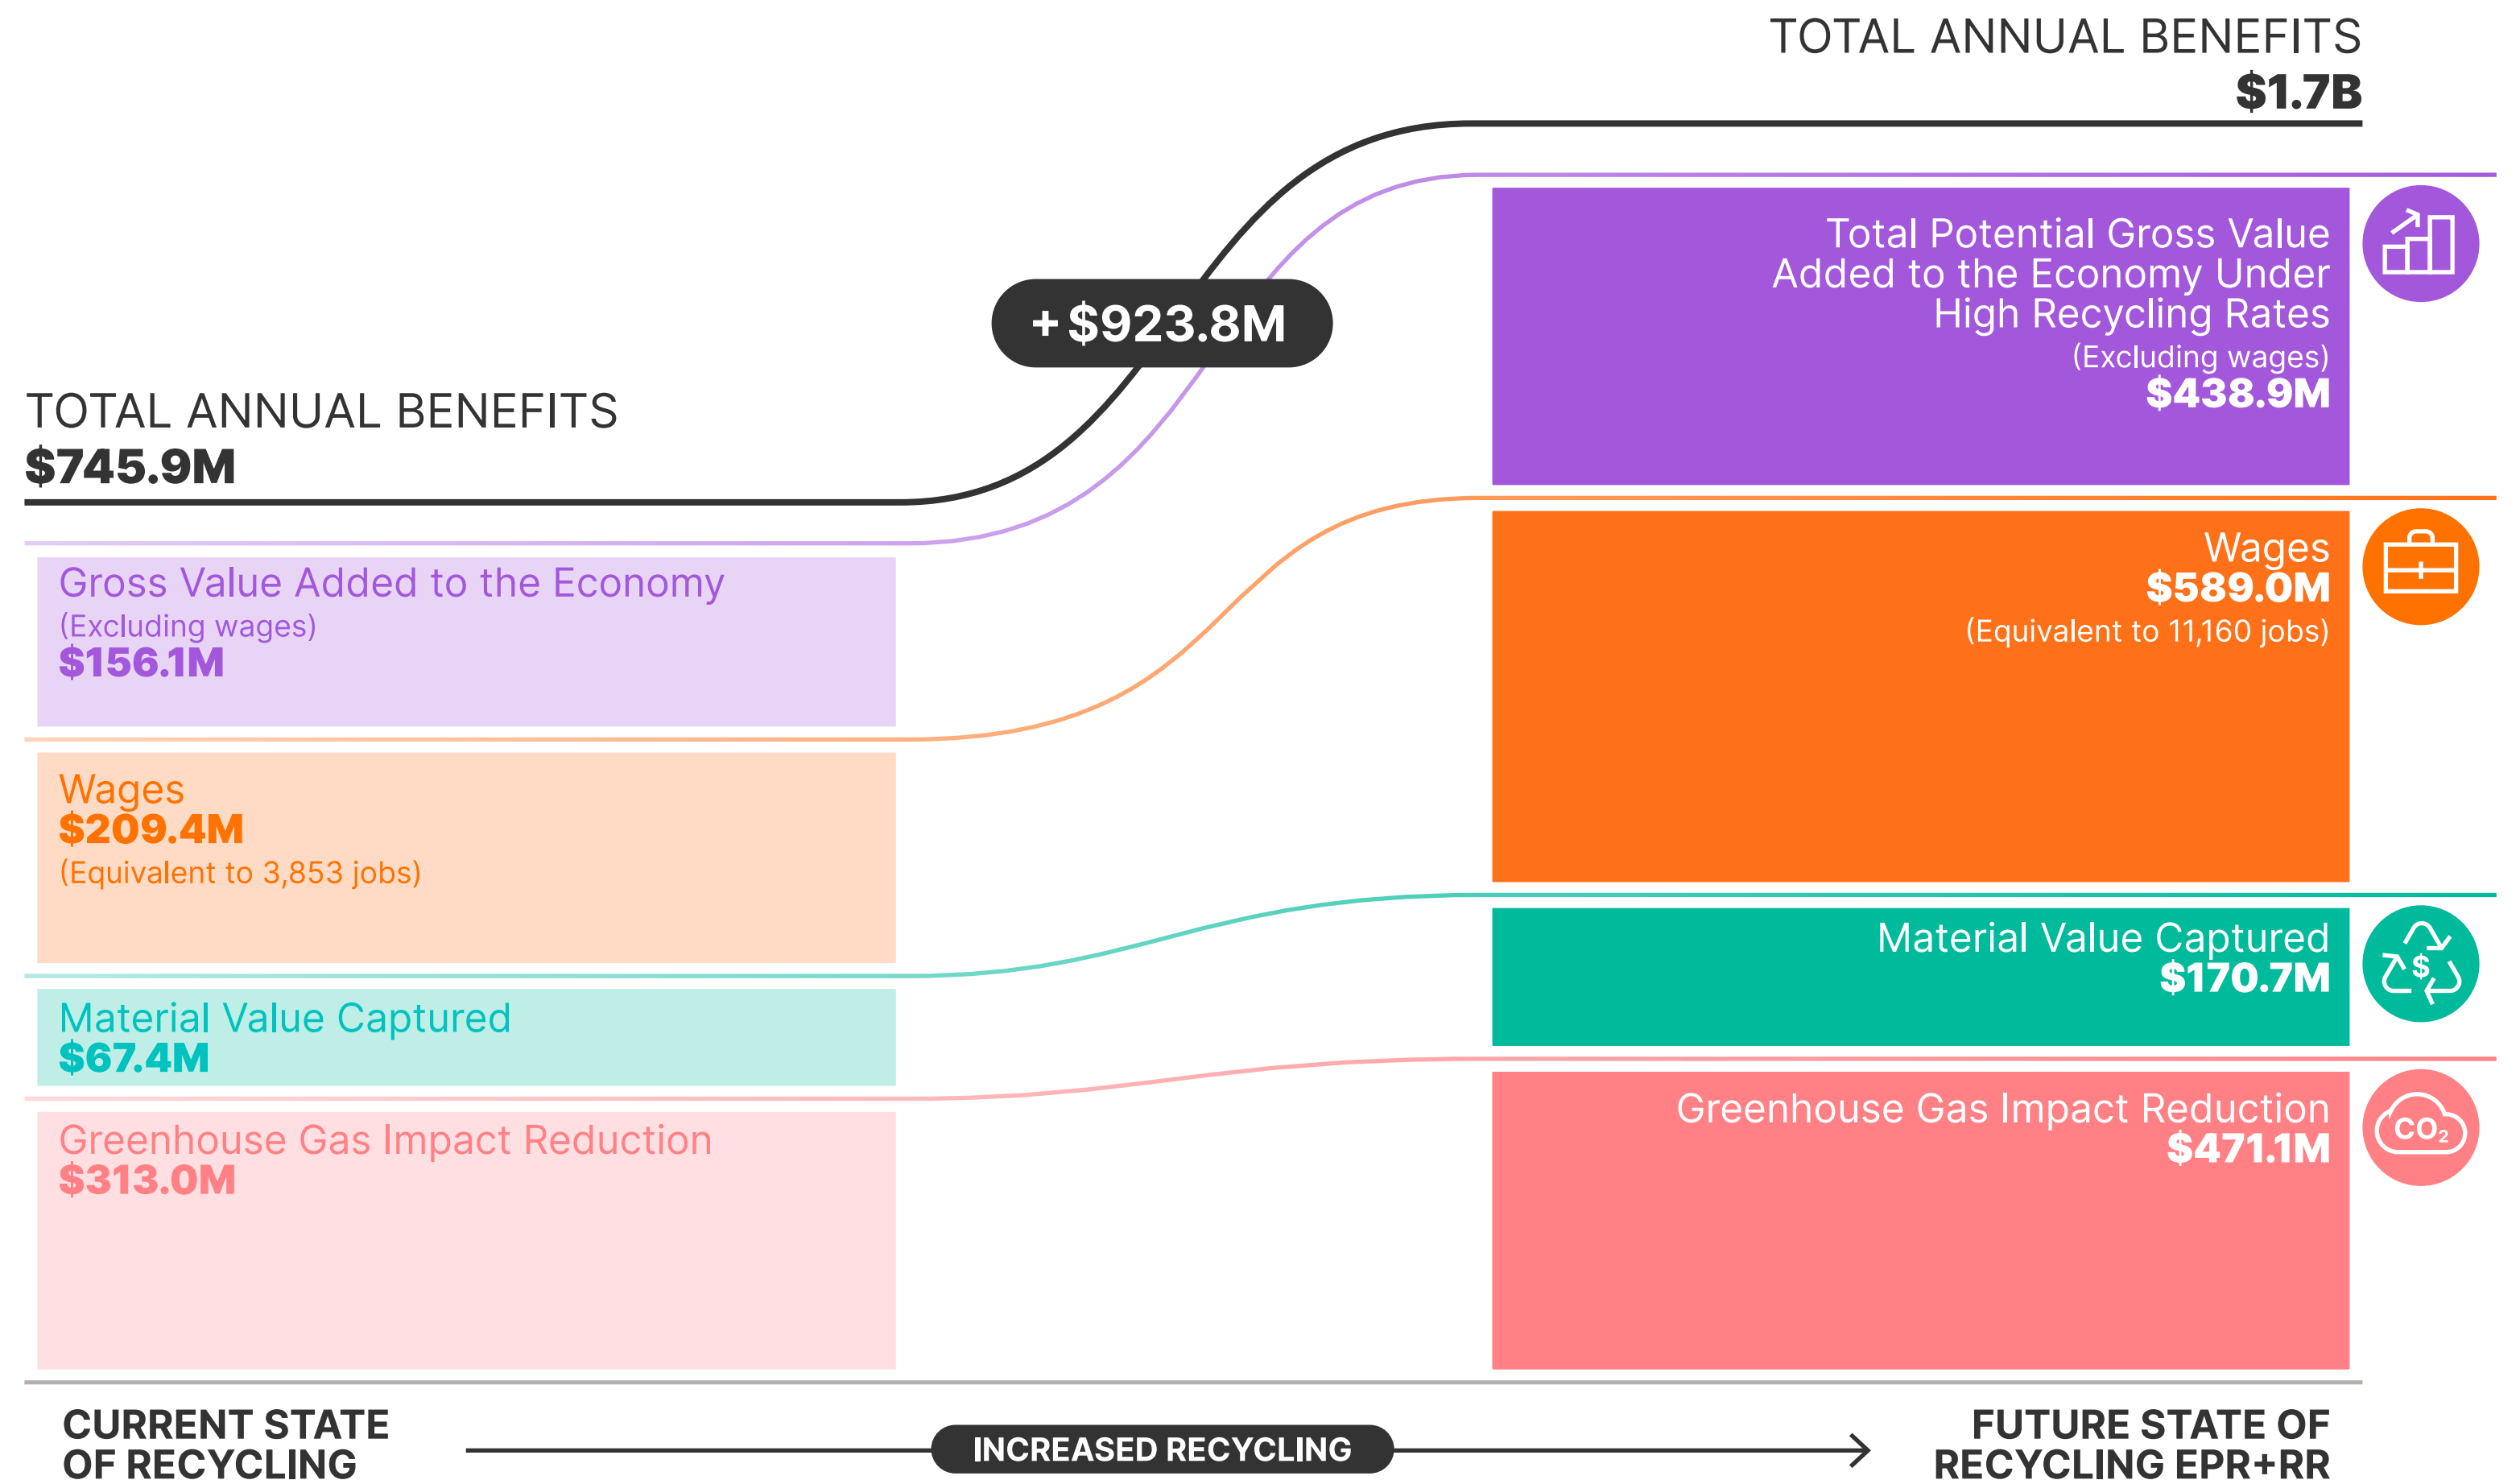 TOTAL ANNUAL BENEFITS
$1.7B
+$923.8M
TOTAL ANNUAL BENEFITS
$745.9M
Gross Value Added to the Economy
(Excluding wages)
$156.1M
Wages
$209.4M
(Equivalent to 3,853 jobs)
Material Value Captured
$67.4M
Greenhouse Gas Impact Reduction
$313.0M
Total Potential Gross Value
Added to the Economy Under
High Recycling Rates
(Excluding wages)
$438.9M
Wages
$589.0M
(Equivalent to 11,160 jobs)
Material Value Captured
$170.7M
$
Greenhouse Gas Impact Reduction
$471.1M
CO₂
CURRENT STATE
OF RECYCLING
INCREASED RECYCLING
FUTURE STATE OF
RECYCLING EPR+RR